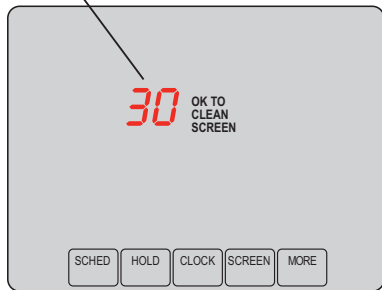 30
OK TO
CLEAN
SCREEN
SCHED HOLD CLOCK SCREEN MORE